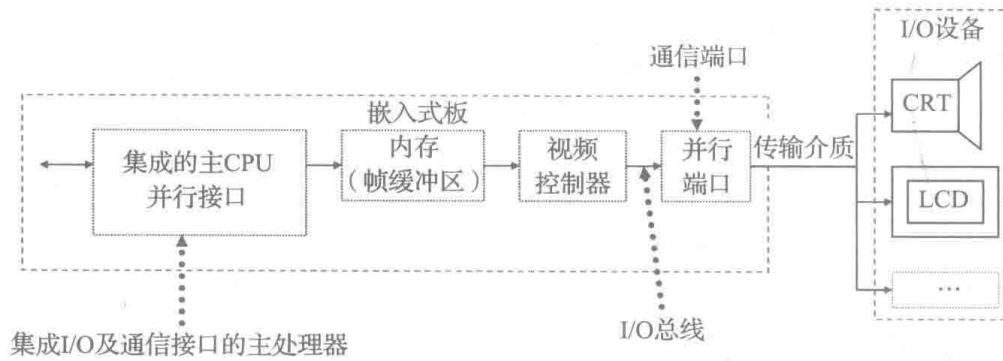 I/O设备
通信端口
CRT
嵌入式板
集成的主CPU
并行接口
内存
（帧缓冲区）
视频
控制器
并行
端口
传输介质
LCD
…
I/O总线
集成I/O及通信接口的主处理器